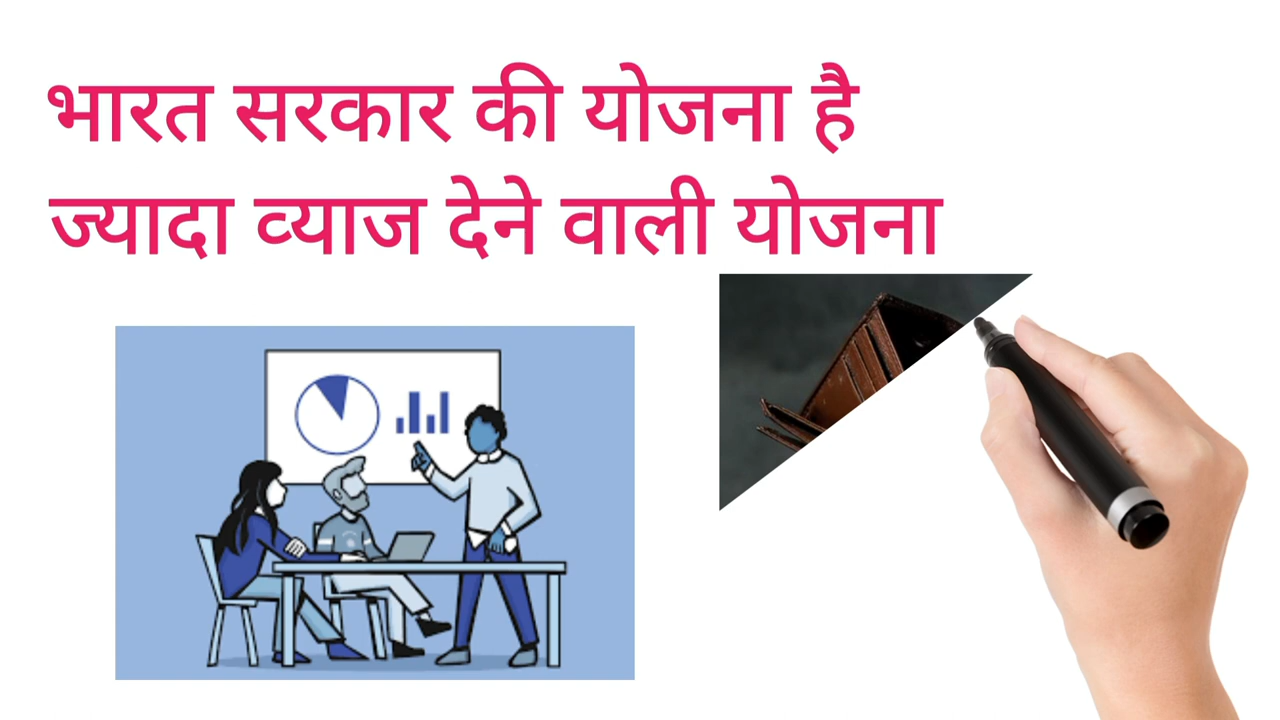 भारत सरकार की योजना है
ज्यादा व्याज देने वाली योजना